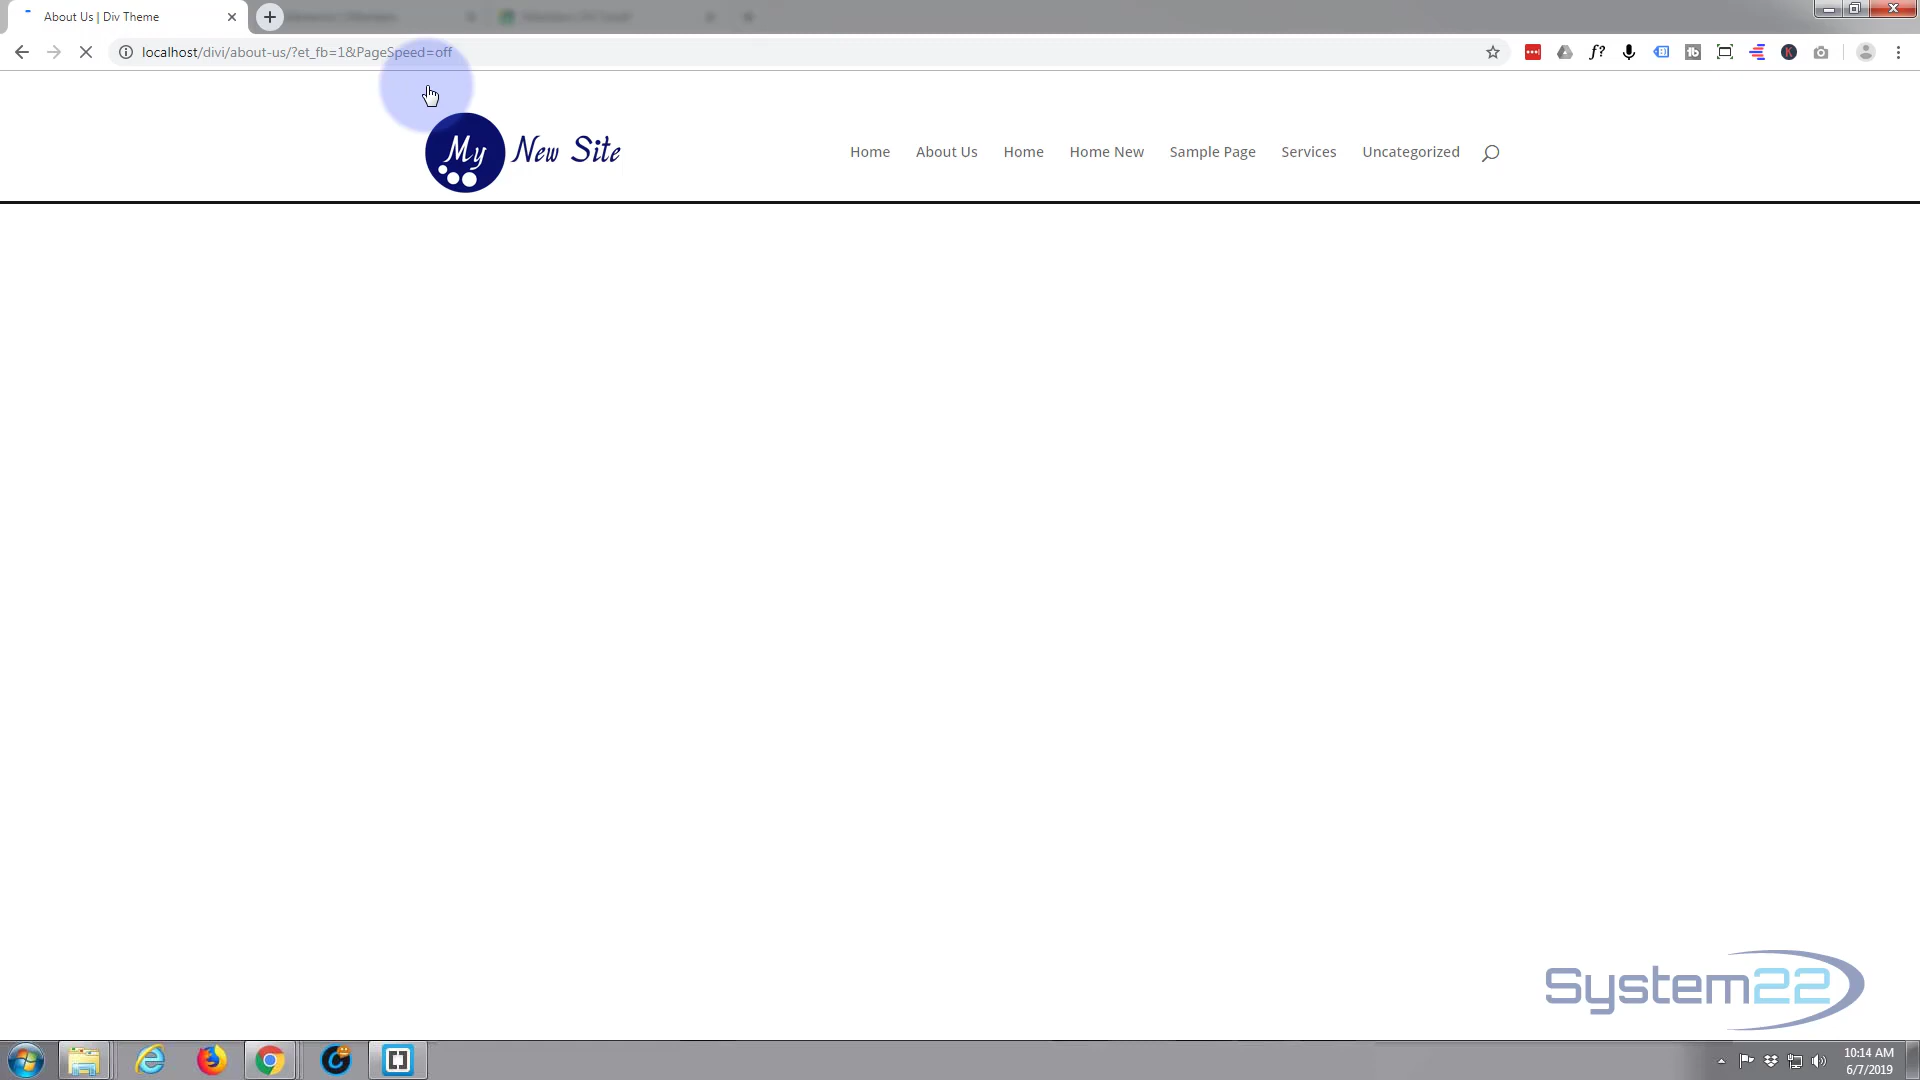 About Us | Div Theme
localhost/divi/about-us/?et_fb=1&PageSpeed=off
My New Site
Home About Us Home Home New Sample Page Services Uncategorized
System22
10:14 AM
6/7/2019